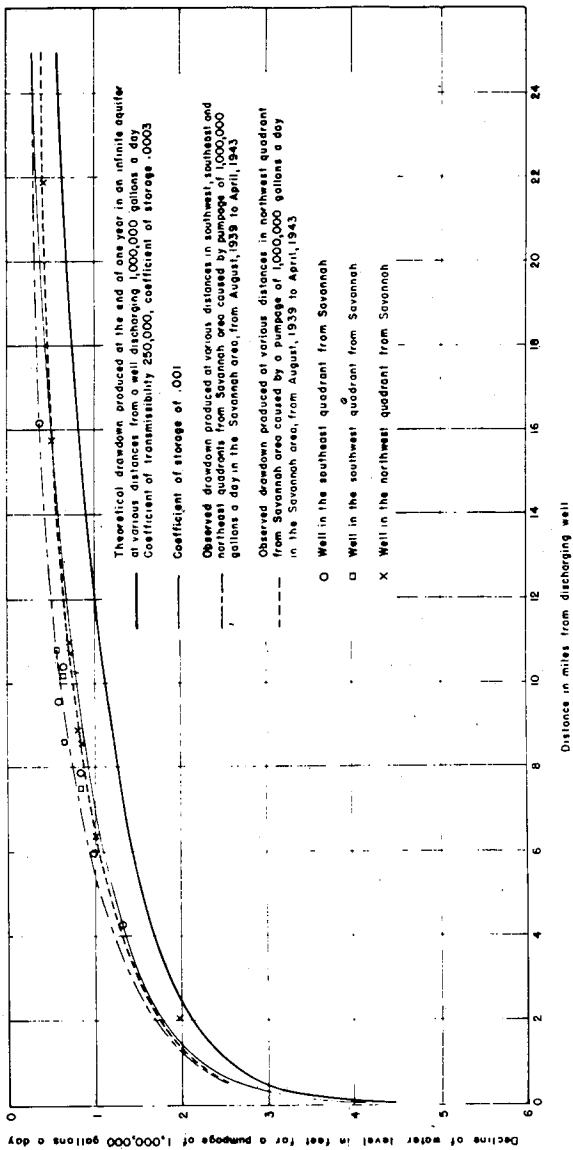 Decline of water level in feet for a pumpage of 1,000,000 gallons a day
0
1
2
3
4
5
6
Theoretical drawdown produced at the end of one year in an infinite aquifer
at various distances from a well discharging 1,000,000 gallons a day
Coefficient of transmissibility 250,000, coefficient of storage .0003
Coefficient of storage of .001
Observed drawdown produced at various distances in southwest, southeast and
northeast quadrants from Savannah area caused by pumpage of 1,000,000
gallons a day in the Savannah area, from August, 1939 to April, 1943
Observed drawdown produced at various distances in northwest quadrant
from Savannah area caused by a pumpage of 1,000,000 gallons a day
in the Savannah area, from August, 1939 to April, 1943
O Well in the southeast quadrant from Savannah
□ Well in the southwest quadrant from Savannah
X Well in the northwest quadrant from Savannah
0 2 4 6 8 10 12 14 16 18 20 22 24
Distance in miles from discharging well